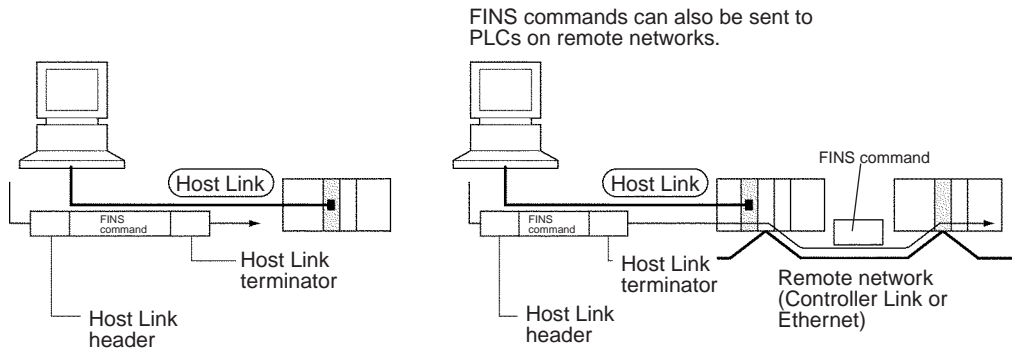 FINS commands can also be sent to
PLCs on remote networks.
Host Link
FINS
command
Host Link
terminator
Host Link
header
Host Link
FINS command
FINS
command
Host Link
terminator
Host Link
header
Remote network
(Controller Link or
Ethernet)